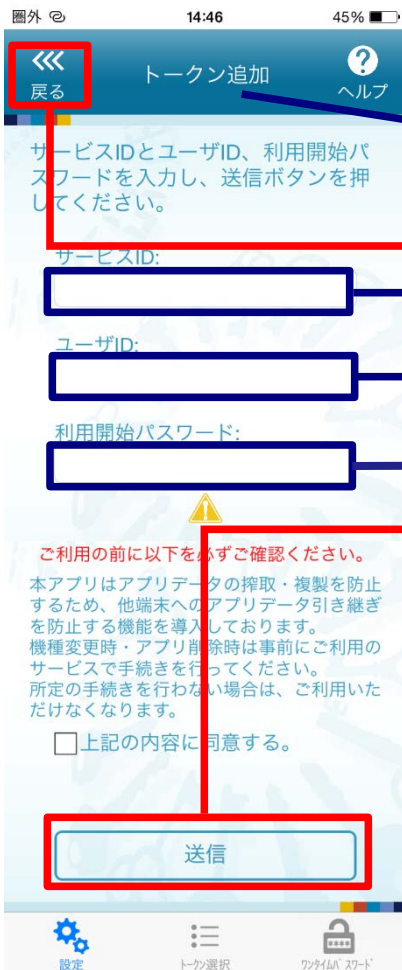 圏外 14:46 45%
戻る トークン追加 ヘルプ
サービスIDとユーザID、利用開始パ
スワードを入力し、送信ボタンを押
してください。
サービスID:
ユーザID:
利用開始パスワード:
ご利用の前に以下を必ずご確認ください。
本アプリはアプリデータの搾取・複製を防止
するため、他端末へのアプリデータ引き継ぎ
を防止する機能を導入しております。
機種変更時・アプリ削除時は事前にご利用の
サービスで手続きを行ってください。
所定の手続きを行わない場合は、ご利用いた
だけなくなります。
上記の内容に同意する。
送信
設定 トークン選択 ワンタイムパスワード